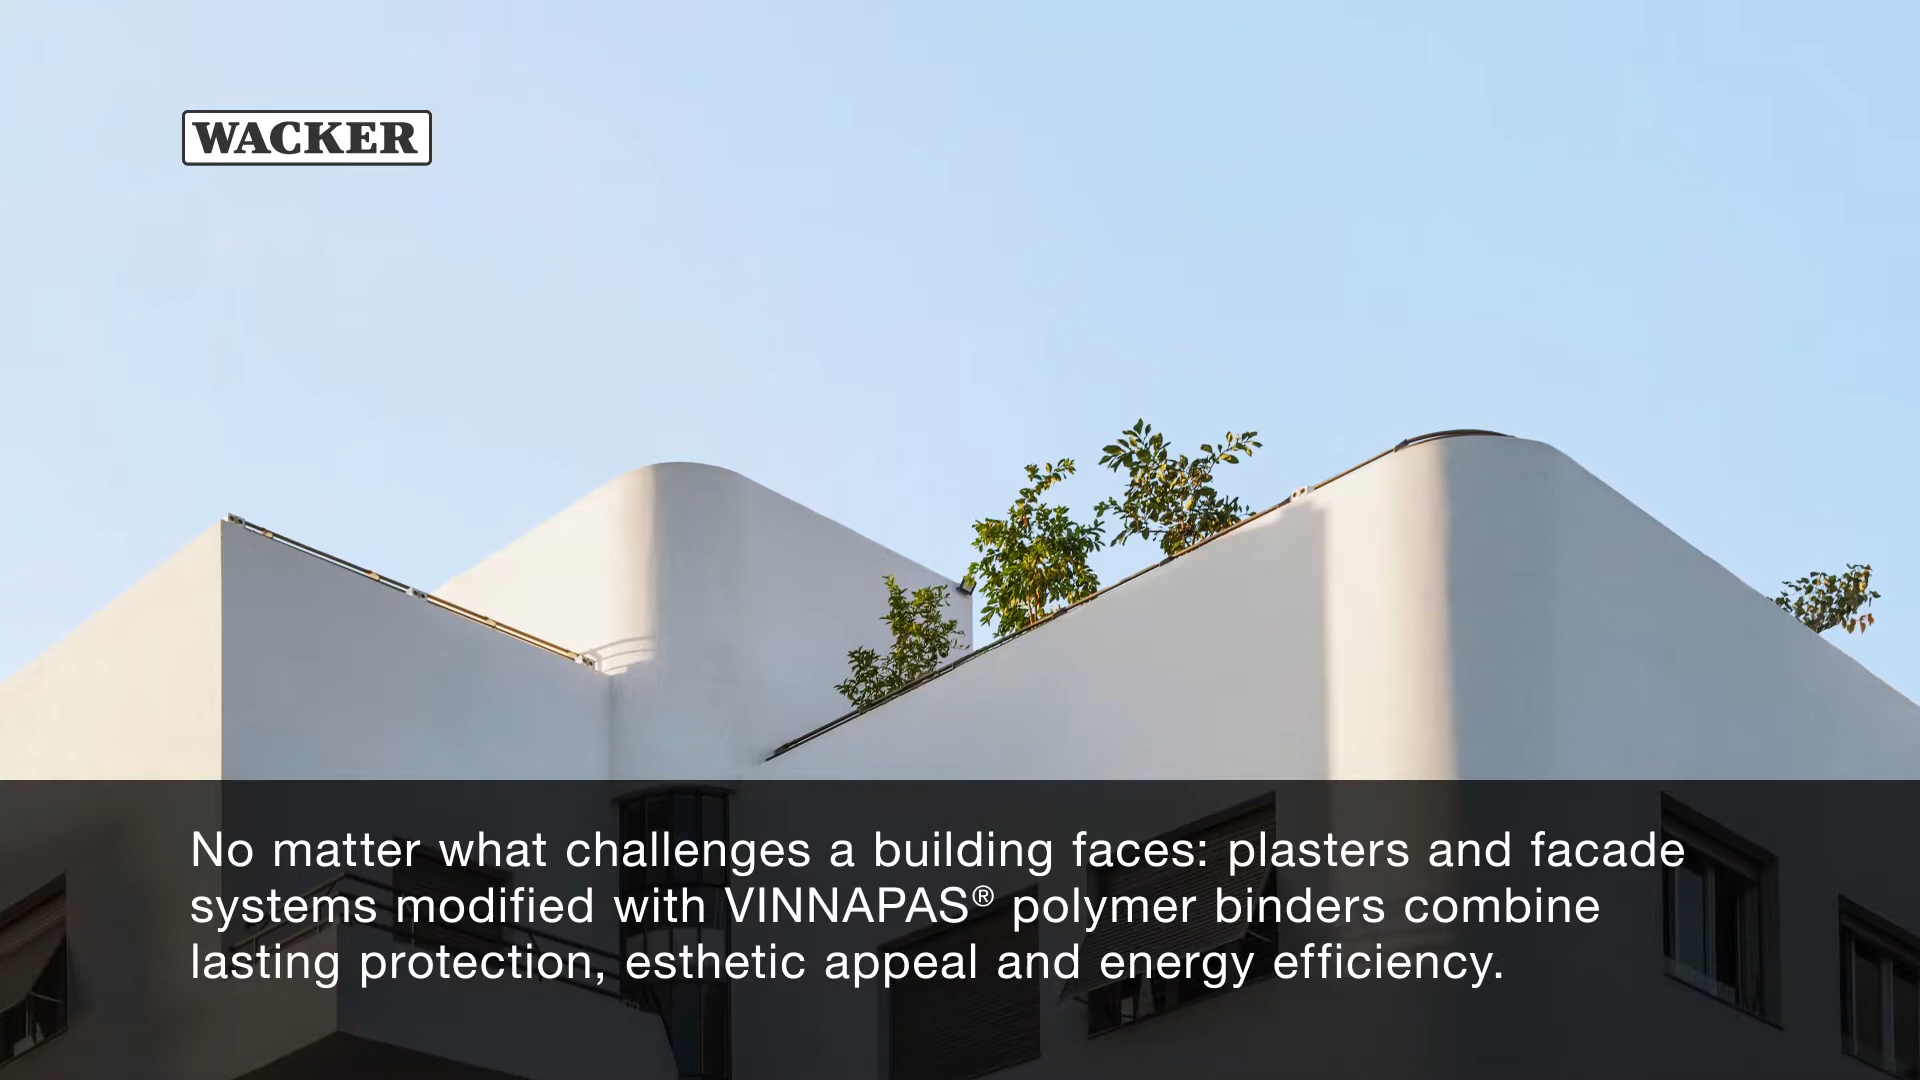 WACKER
No matter what challenges a building faces: plasters and facade
systems modified with VINNAPAS® polymer binders combine
lasting protection, esthetic appeal and energy efficiency.